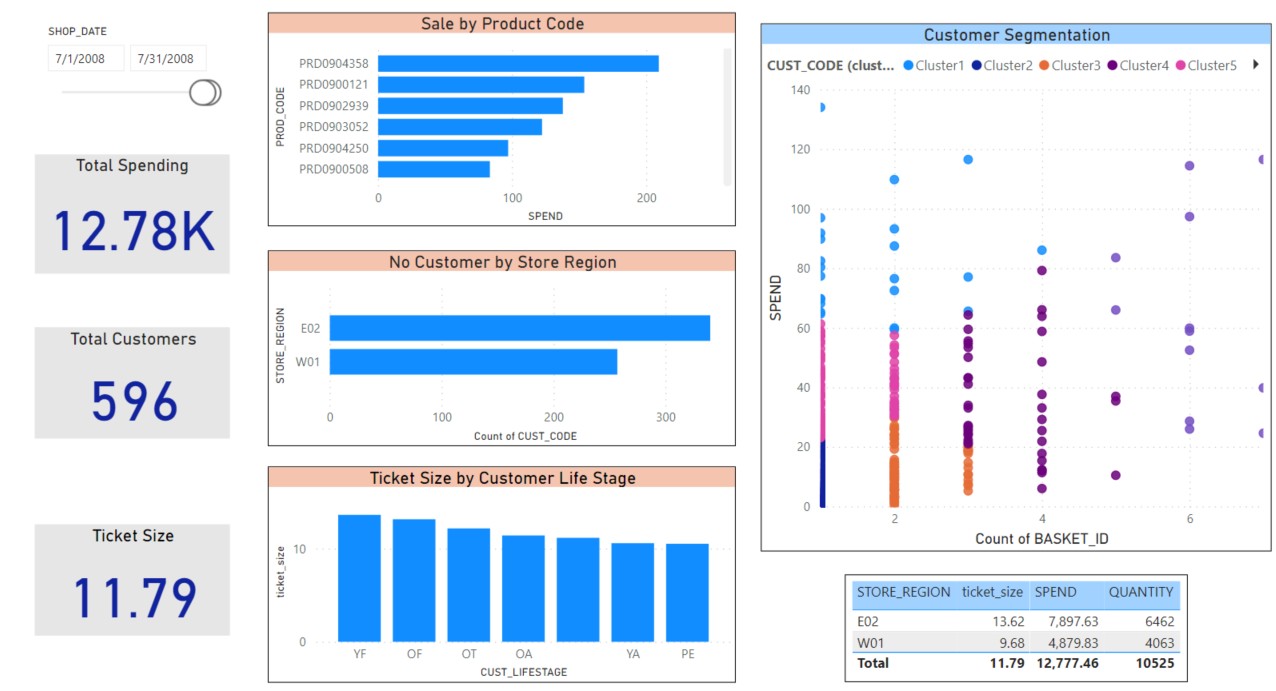 SHOP_DATE
7/1/2008 7/31/2008
Total Spending
12.78K
Total Customers
596
Ticket Size
11.79
Sale by Product Code
PROD_CODE
PRD0904358
PRD0900121
PRD0902939
PRD0903052
PRD0904250
PRD0900508
0 100 200
SPEND
No Customer by Store Region
STORE_REGION
E02
W01
0 100 200 300
Count of CUST_CODE
Ticket Size by Customer Life Stage
ticket_size
10
0
YF OF OT OA YA PE
CUST_LIFESTAGE
Customer Segmentation
CUST_CODE (clust... Cluster1 Cluster2 Cluster3 Cluster4 Cluster5
SPEND
140
120
100
80
60
40
20
0
2 4 6
Count of BASKET_ID
STORE_REGION ticket_size SPEND QUANTITY
E02 13.62 7,897.63 6462
W01 9.68 4,879.83 4063
Total 11.79 12,777.46 10525